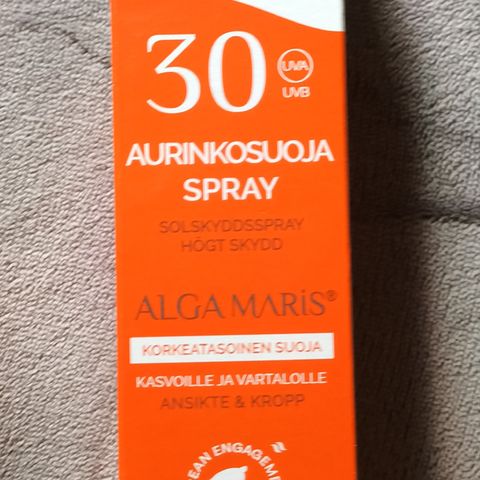 30 UVA
UVB
AURINKOSUOJA
SPRAY
SOLSKYDDSSPRAY
HÖGT SKYDD
ALGA MARIS®
KORKEATASOINEN SUOJA
KASVOILLE JA VARTALOLLE
ANSIKTE & KROPP